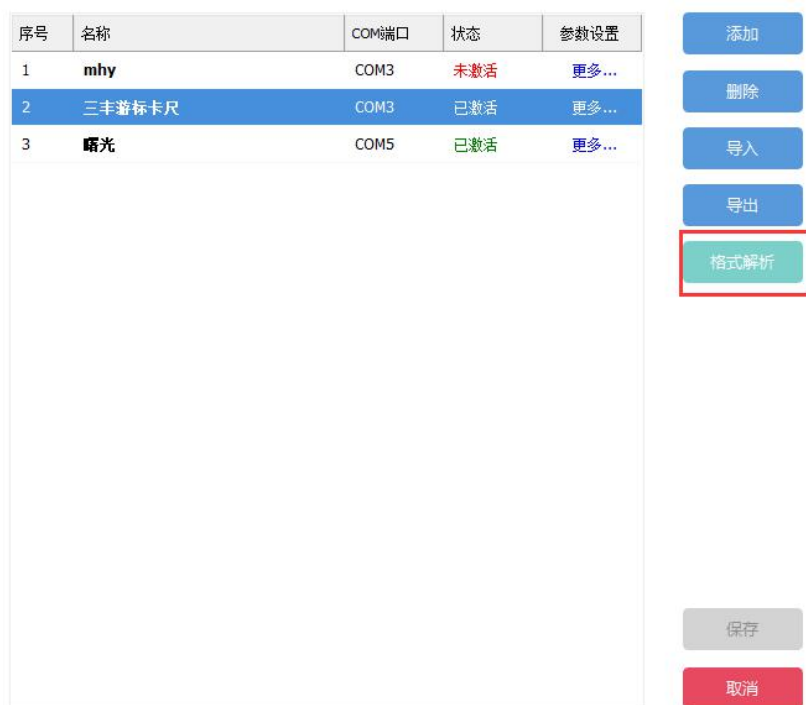 序号 名称 COM端口 状态 参数设置
1 mhy COM3 未激活 更多...
2 三丰游标卡尺 COM3 已激活 更多...
3 曙光 COM5 已激活 更多...
添加
删除
导入
导出
格式解析
保存
取消